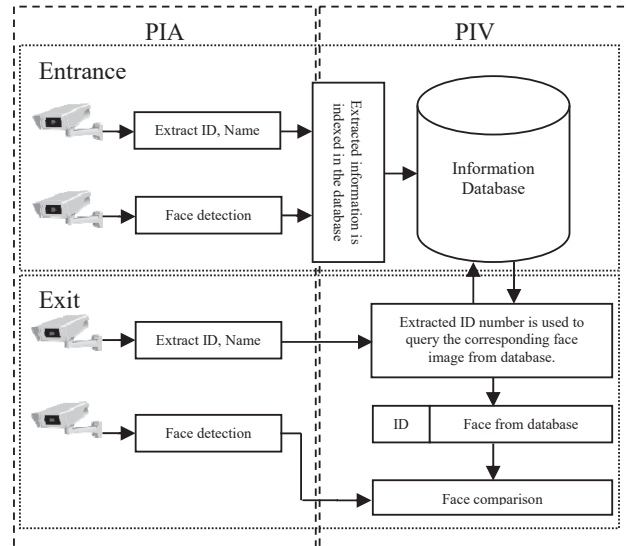 PIA
PIV
Entrance
Extract ID, Name
Face detection
Extracted information is
indexed in the database
Information
Database
Exit
Extract ID, Name
Extracted ID number is used to
query the corresponding face
image from database.
Face detection
ID
Face from database
Face comparison